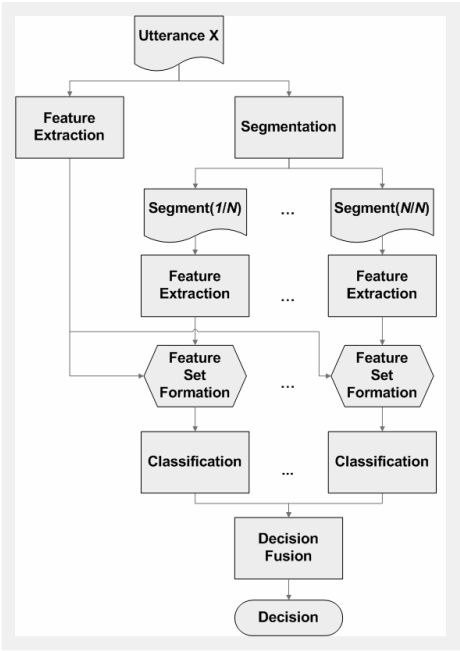 Utterance X
Feature
Extraction
Segmentation
Segment(1/N)
...
Segment(N/N)
Feature
Extraction
...
Feature
Extraction
Feature
Set
Formation
...
Feature
Set
Formation
Classification
...
Classification
Decision
Fusion
Decision